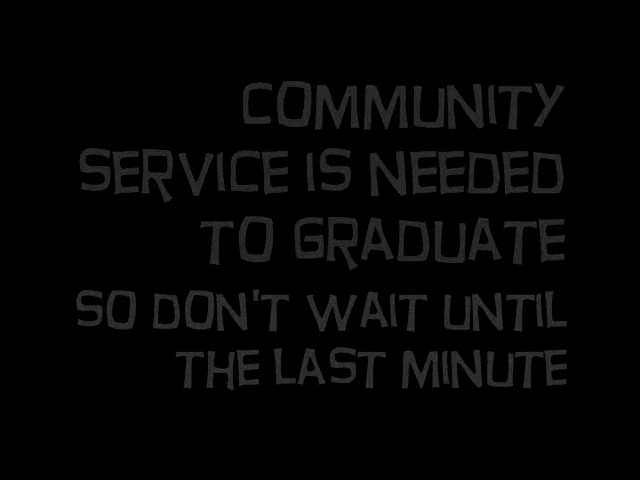 COMMUNITY
SERVICE IS NEEDED
TO GRADUATE
SO DON'T WAIT UNTIL
THE LAST MINUTE